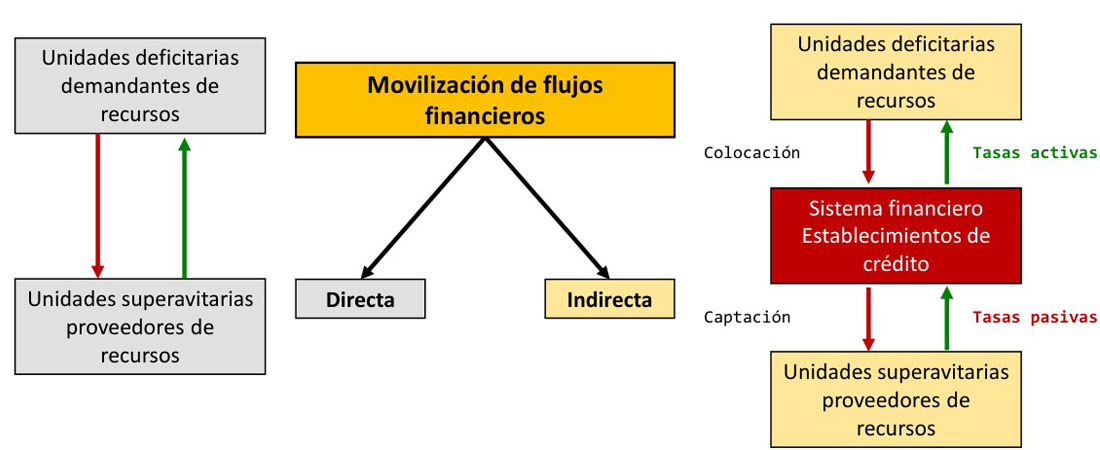 Unidades deficitarias
demandantes de
recursos
Unidades superavitarias
proveedores de
recursos
Movilización de flujos
financieros
Directa
Indirecta
Unidades deficitarias
demandantes de
recursos
Colocación
Tasas activas
Sistema financiero
Establecimientos de
crédito
Captación
Tasas pasivas
Unidades superavitarias
proveedores de
recursos